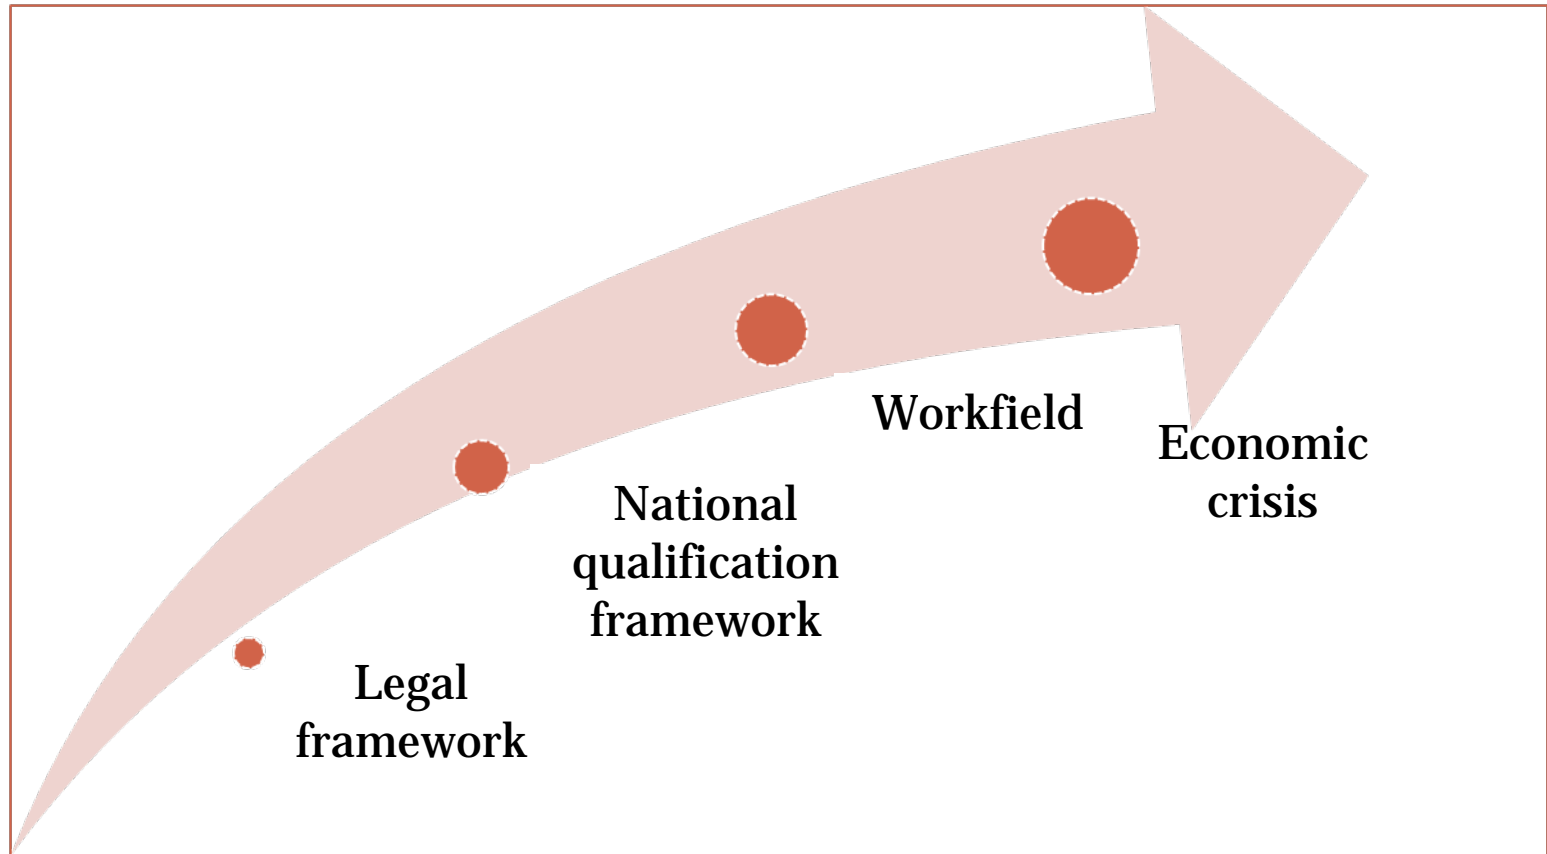 Legal
framework
National
qualification
framework
Workfield
Economic
crisis